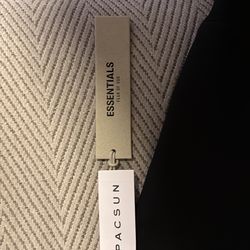 ESSENTIALS
FEAR OF GOD
PACSUN